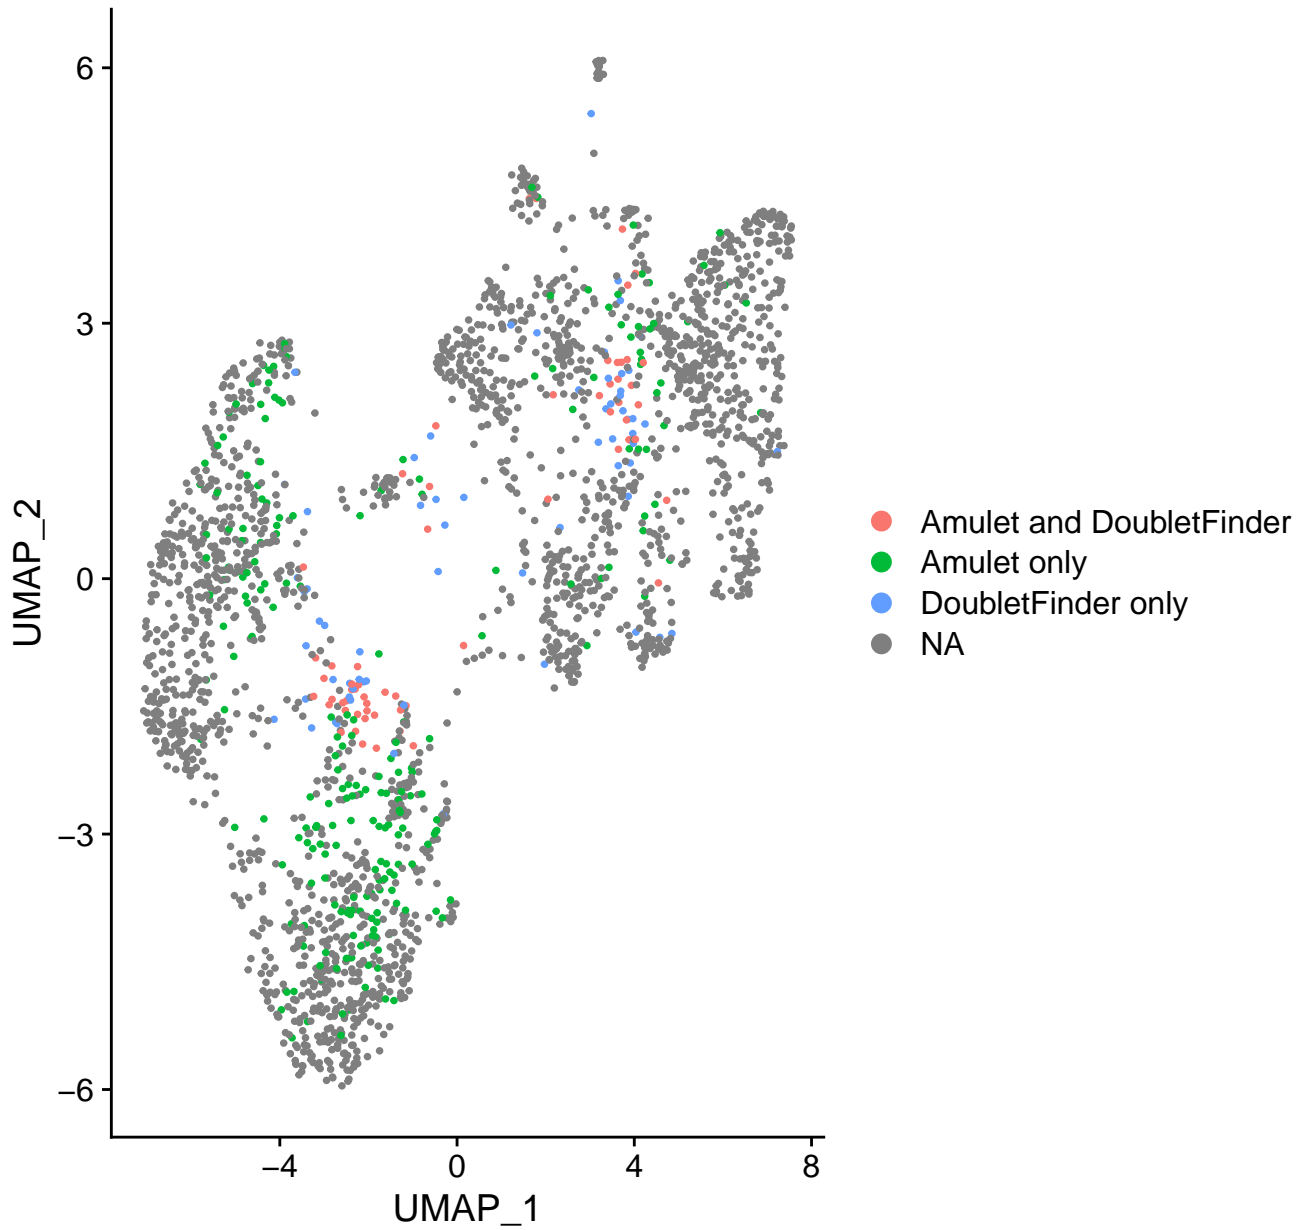 6
3
0
−3
−6
UMAP_2
−4
0
4
8
UMAP_1
Amulet and DoubletFinder
Amulet only
DoubletFinder only
NA